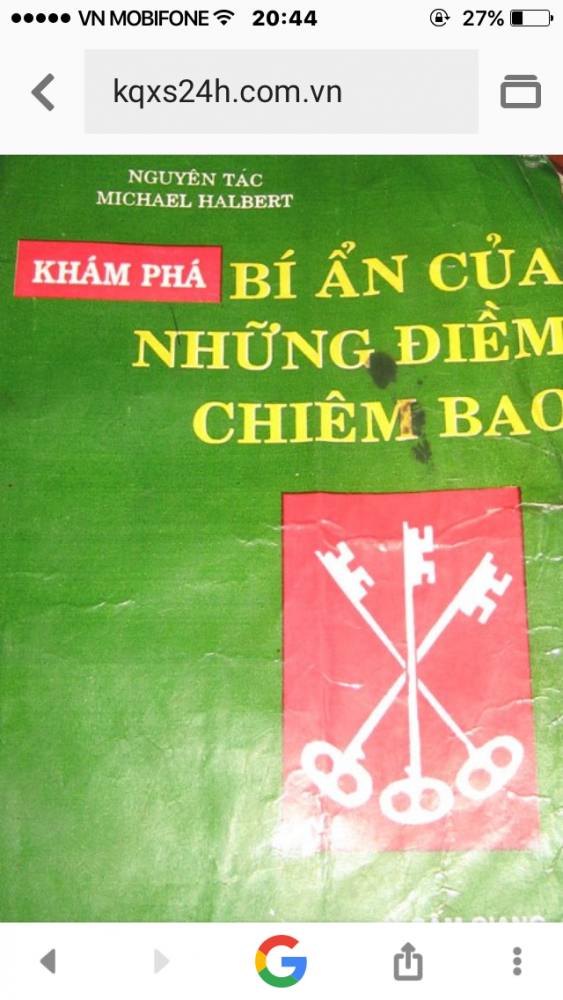 VN MOBIFONE 20:44 27%
kqxs24h.com.vn
NGUYÊN TÁC
MICHAEL HALBERT
KHÁM PHÁ BÍ ẨN CỦA
NHỮNG ĐIỀM
CHIÊM BAO